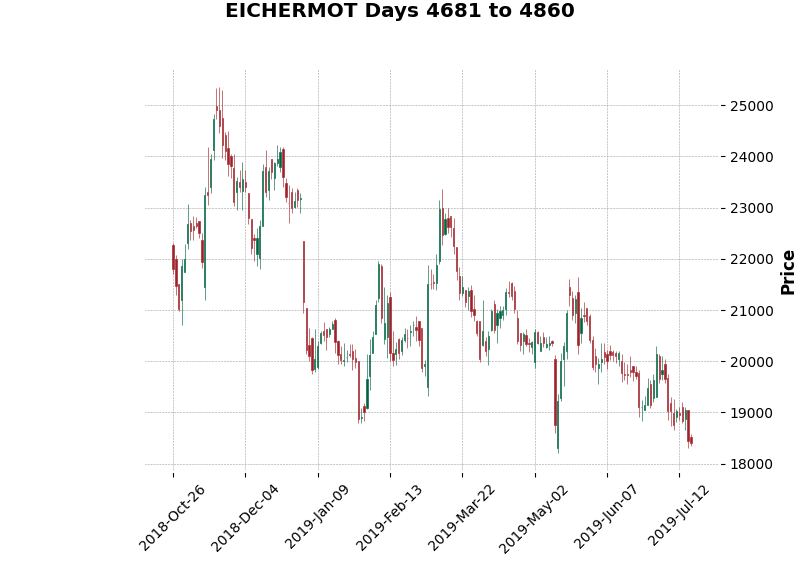 EICHERMOT Days 4681 to 4860
25000
24000
23000
22000
21000
20000
19000
18000
Price
2018-Oct-26
2018-Dec-04
2019-Jan-09
2019-Feb-13
2019-Mar-22
2019-May-02
2019-Jun-07
2019-Jul-12